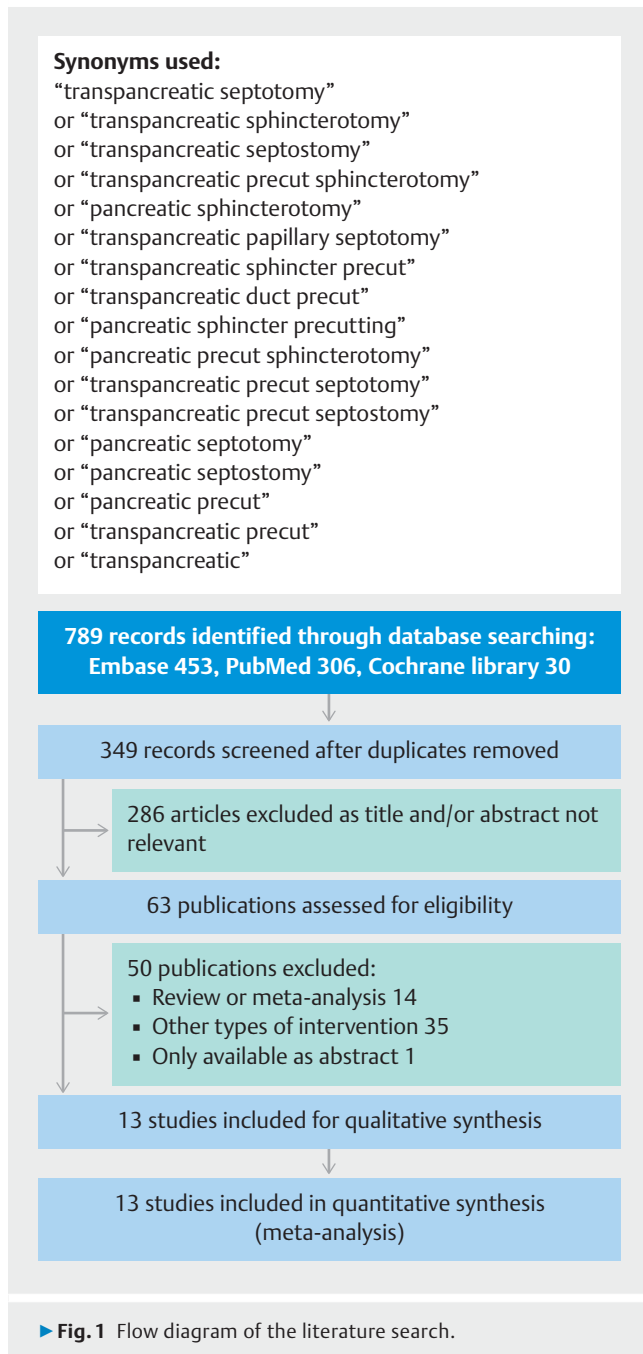 Synonyms used:
“transpancreatic septotomy”
or “transpancreatic sphincterotomy”
or “transpancreatic septostomy”
or “transpancreatic precut sphincterotomy”
or “pancreatic sphincterotomy”
or “transpancreatic papillary septotomy”
or “transpancreatic sphincter precut”
or “transpancreatic duct precut”
or “pancreatic sphincter precutting”
or “pancreatic precut sphincterotomy”
or “transpancreatic precut septotomy”
or “transpancreatic precut septostomy”
or “pancreatic septotomy”
or “pancreatic septostomy”
or “pancreatic precut”
or “transpancreatic precut”
or “transpancreatic”
789 records identified through database searching:
Embase 453, PubMed 306, Cochrane library 30
349 records screened after duplicates removed
286 articles excluded as title and/or abstract not
relevant
63 publications assessed for eligibility
50 publications excluded:
▪ Review or meta-analysis 14
▪ Other types of intervention 35
▪ Only available as abstract 1
13 studies included for qualitative synthesis
13 studies included in quantitative synthesis
(meta-analysis)
▶ Fig. 1 Flow diagram of the literature search.